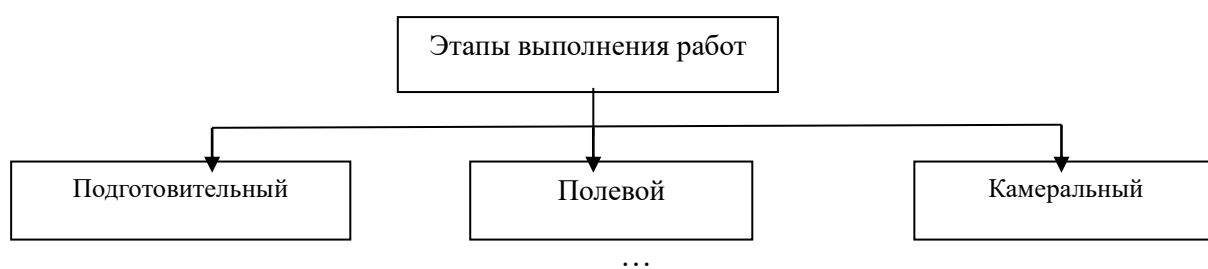 Этапы выполнения работ
Подготовительный
Полевой
Камеральный
…